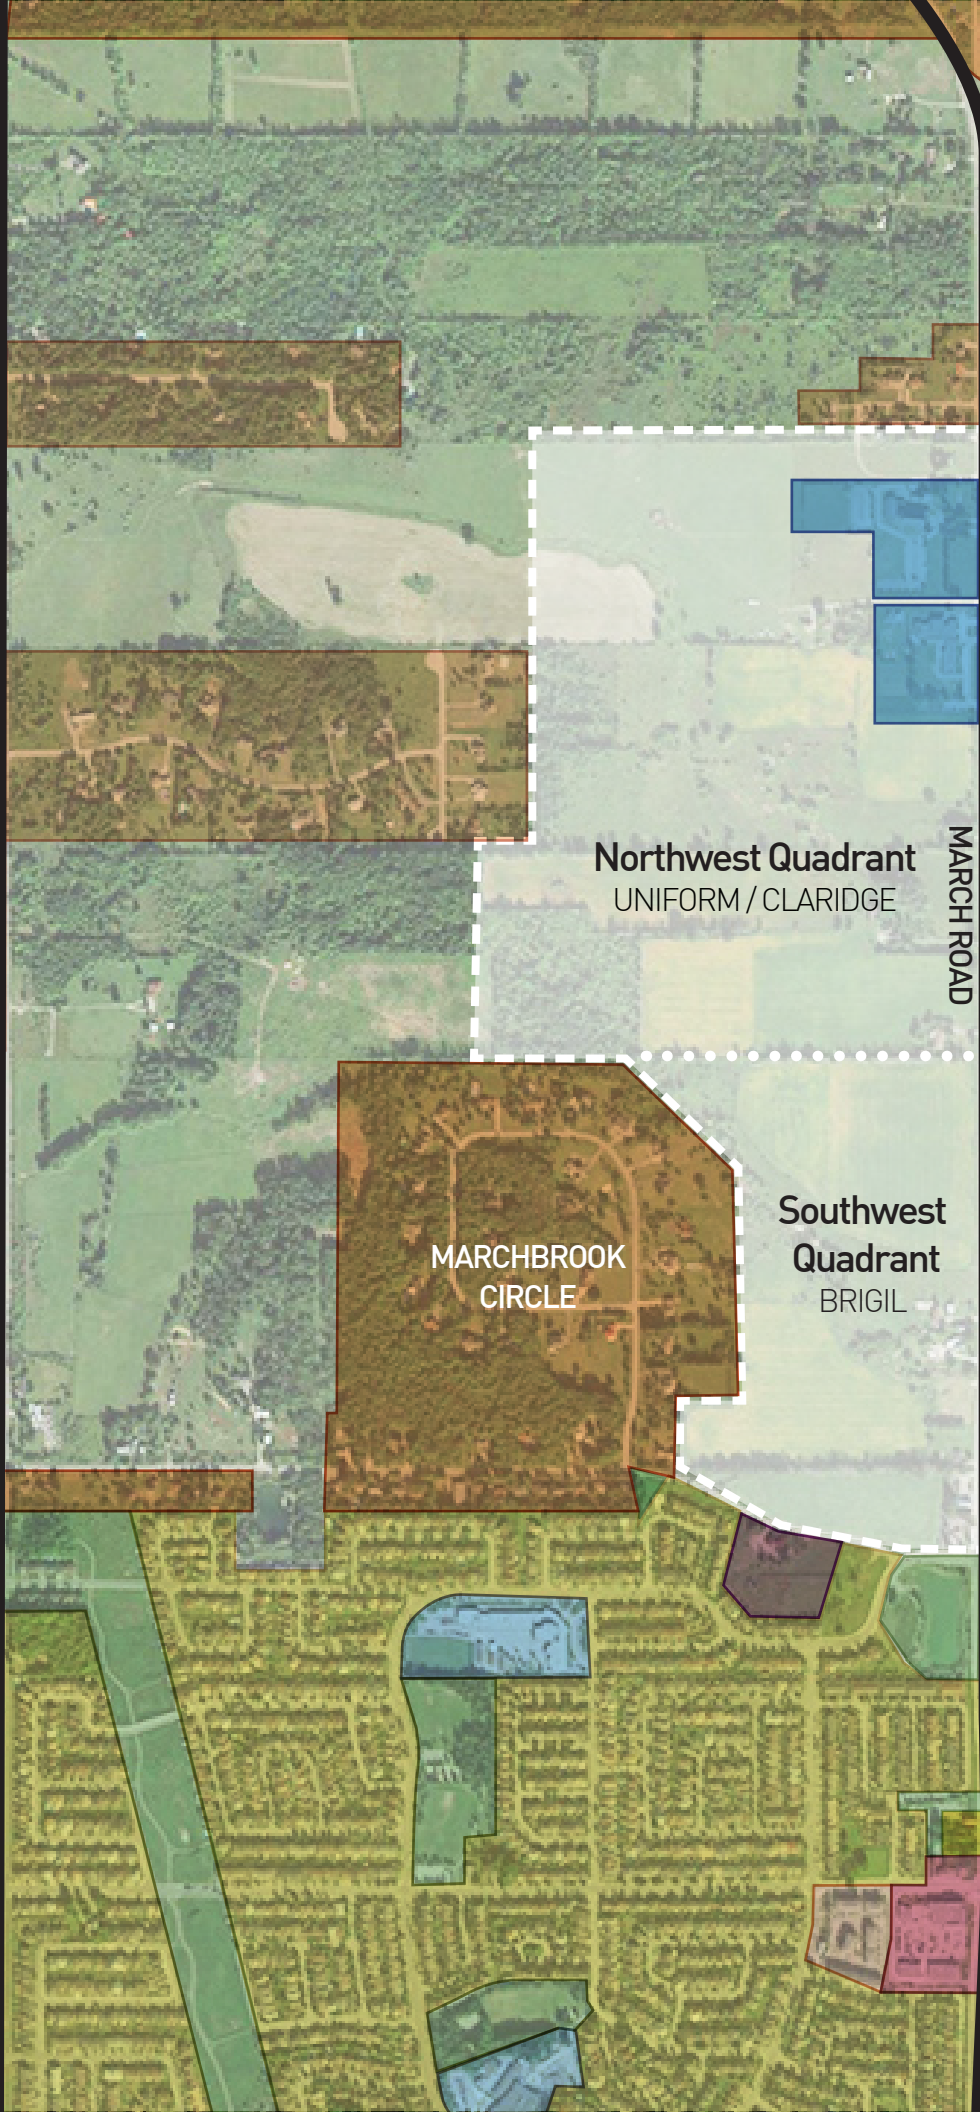 Northwest Quadrant
UNIFORM / CLARIDGE
MARCH ROAD
Southwest
Quadrant
BRIGIL
MARCHBROOK
CIRCLE